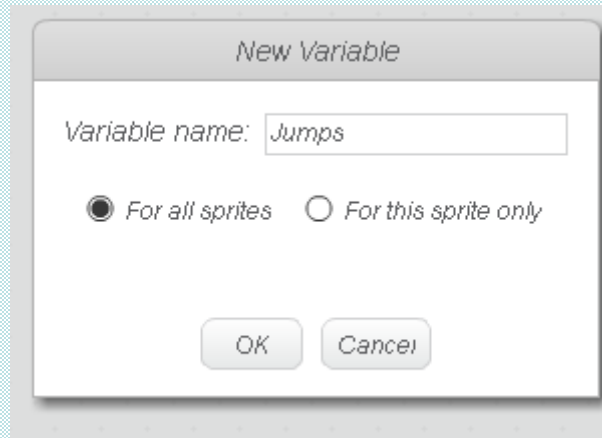 New Variable
Variable name: Jumps
For all sprites For this sprite only
OK Cancel